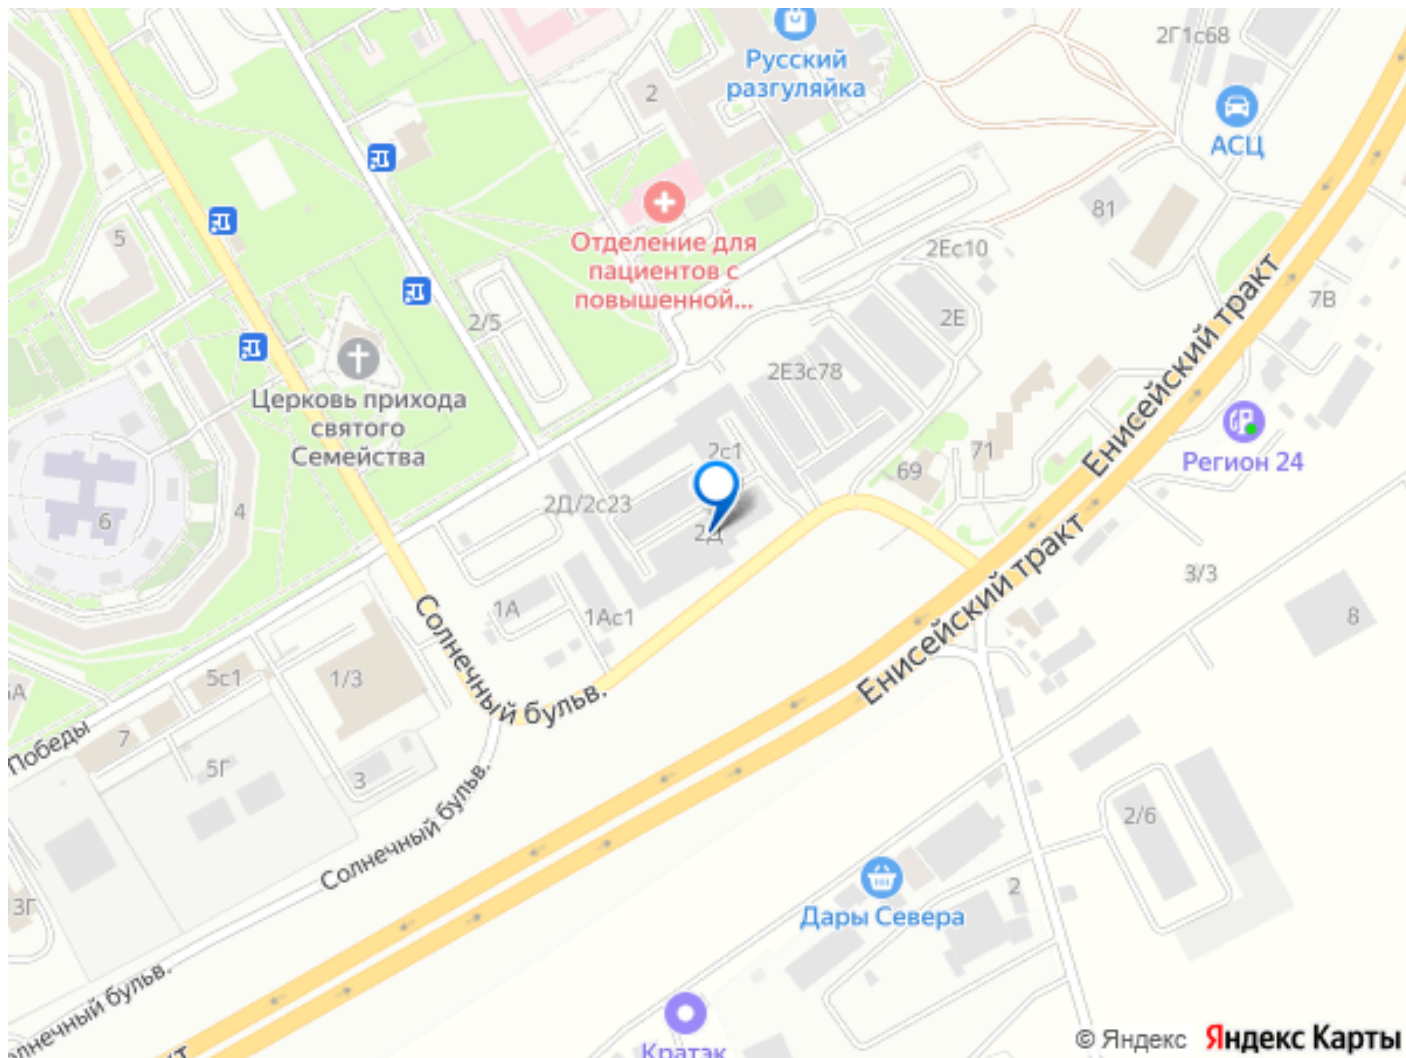 2Г1с68
Русский
разгуляйка
2
АСЦ
81
5
Отделение для
пациентов с
повышенной...
2Ес10
2/5
2Е
7В
2Е3с78
Церковь прихода
святого
Семейства
Енисейский тракт
2с1
71
69
Регион 24
4
6
2Д/2с23
2Д
Енисейский тракт
3/3
1А
1Ас1
8
Солнечный бульв.
5с1
1/3
Победы
7
5Г
3
Солнечный бульв.
2/6
2
3Г
Дары Севера
Кратэк
© Яндекс
Яндекс Карты